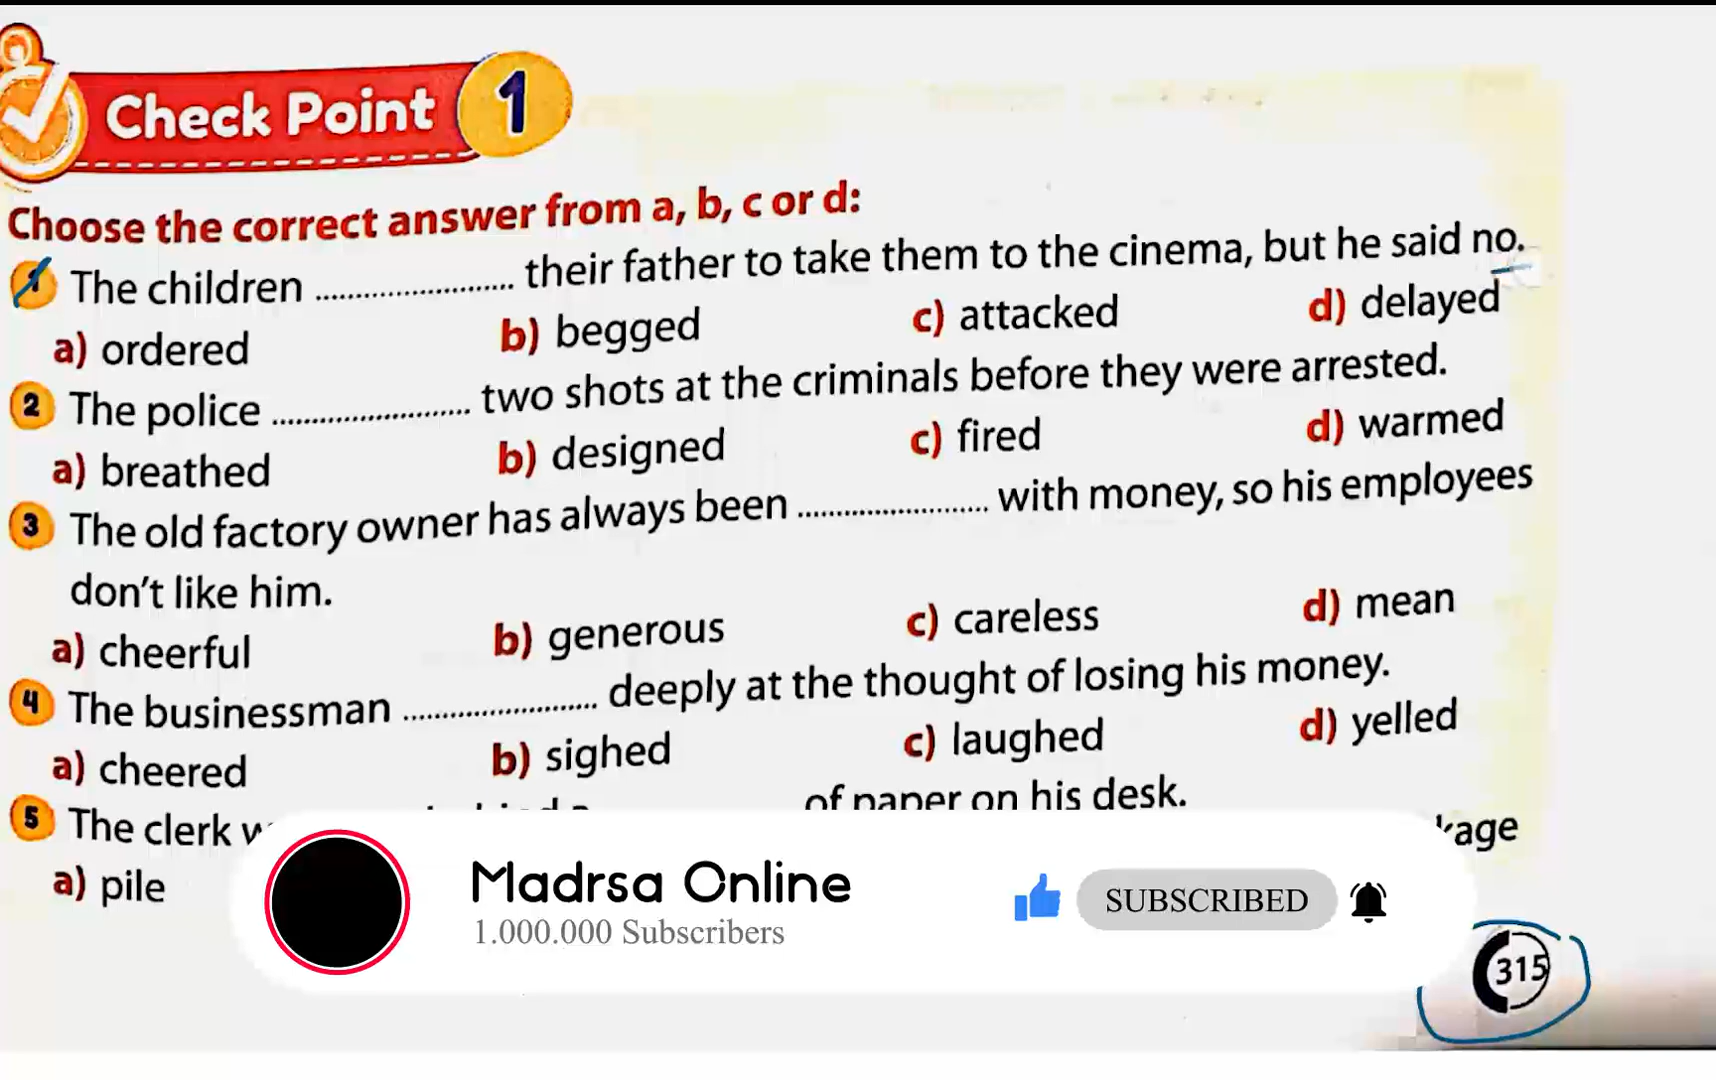 Check Point 1
Choose the correct answer from a, b, c or d:
1 The children ........................ their father to take them to the cinema, but he said no.
a) ordered b) begged c) attacked d) delayed
2 The police ........................ two shots at the criminals before they were arrested.
a) breathed b) designed c) fired d) warmed
3 The old factory owner has always been ........................ with money, so his employees
don't like him.
a) cheerful b) generous c) careless d) mean
4 The businessman ........................ deeply at the thought of losing his money.
a) cheered b) sighed c) laughed d) yelled
5 The clerk of paper on his desk.
a) pile
Madrsa Online
1.000.000 Subscribers
SUBSCRIBED
315